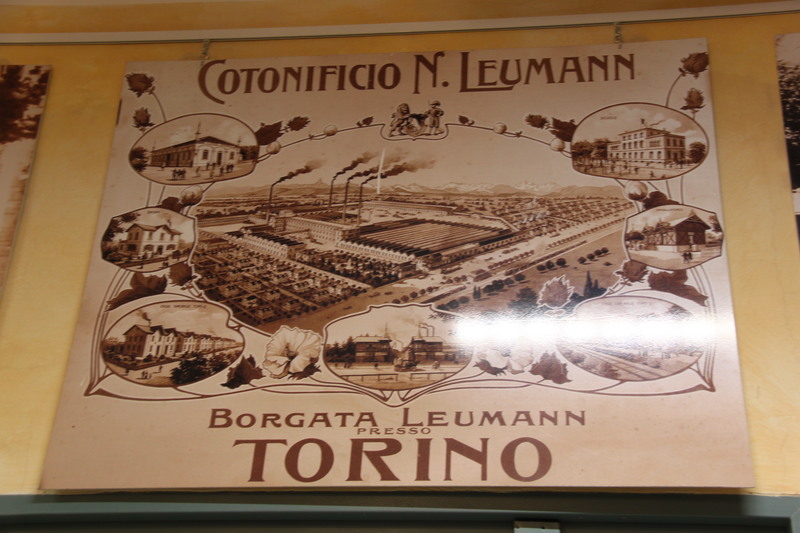 COTONIFICIO N. LEUMANN
BORGATA LEUMANN
PRESSO
TORINO